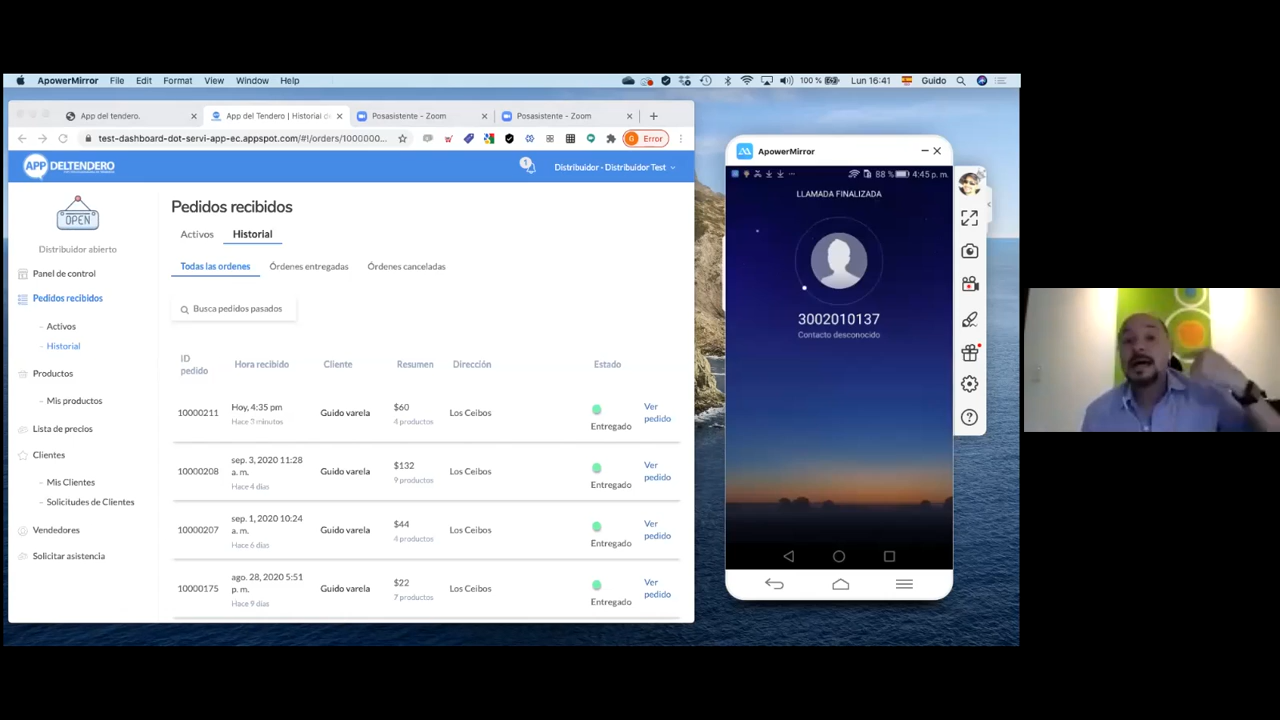 ApowerMirror File Edit Format View Window Help
100 % Lun 16:41 Guido
App del tendero.
App del Tendero | Historial de
Posasistente - Zoom
Posasistente - Zoom
test-dashboard-dot-servi-app-ec.appspot.com/#!/orders/1000000...
G Error
APP DELTENDERO
1
Distribuidor - Distribuidor Test
OPEN
Distribuidor abierto
Panel de control
Pedidos recibidos
- Activos
- Historial
Productos
- Mis productos
Lista de precios
Clientes
- Mis Clientes
- Solicitudes de Clientes
Vendedores
Solicitar asistencia
Pedidos recibidos
Activos Historial
Todas las ordenes Órdenes entregadas Órdenes canceladas
Busca pedidos pasados
ID pedido Hora recibido Cliente Resumen Dirección Estado
10000211 Hoy, 4:35 pm Guido varela $60 Los Ceibos Ver pedido
Hace 3 minutos 4 productos Entregado
10000208 sep. 3, 2020 11:28 a. m. Guido varela $132 Los Ceibos Ver pedido
Hace 4 días 9 productos Entregado
10000207 sep. 1, 2020 10:24 a. m. Guido varela $44 Los Ceibos Ver pedido
Hace 6 días 4 productos Entregado
10000175 ago. 28, 2020 5:51 p. m. Guido varela $22 Los Ceibos Ver pedido
Hace 9 días 7 productos Entregado
ApowerMirror
88 % 4:45 p. m.
LLAMADA FINALIZADA
3002010137
Contacto desconocido